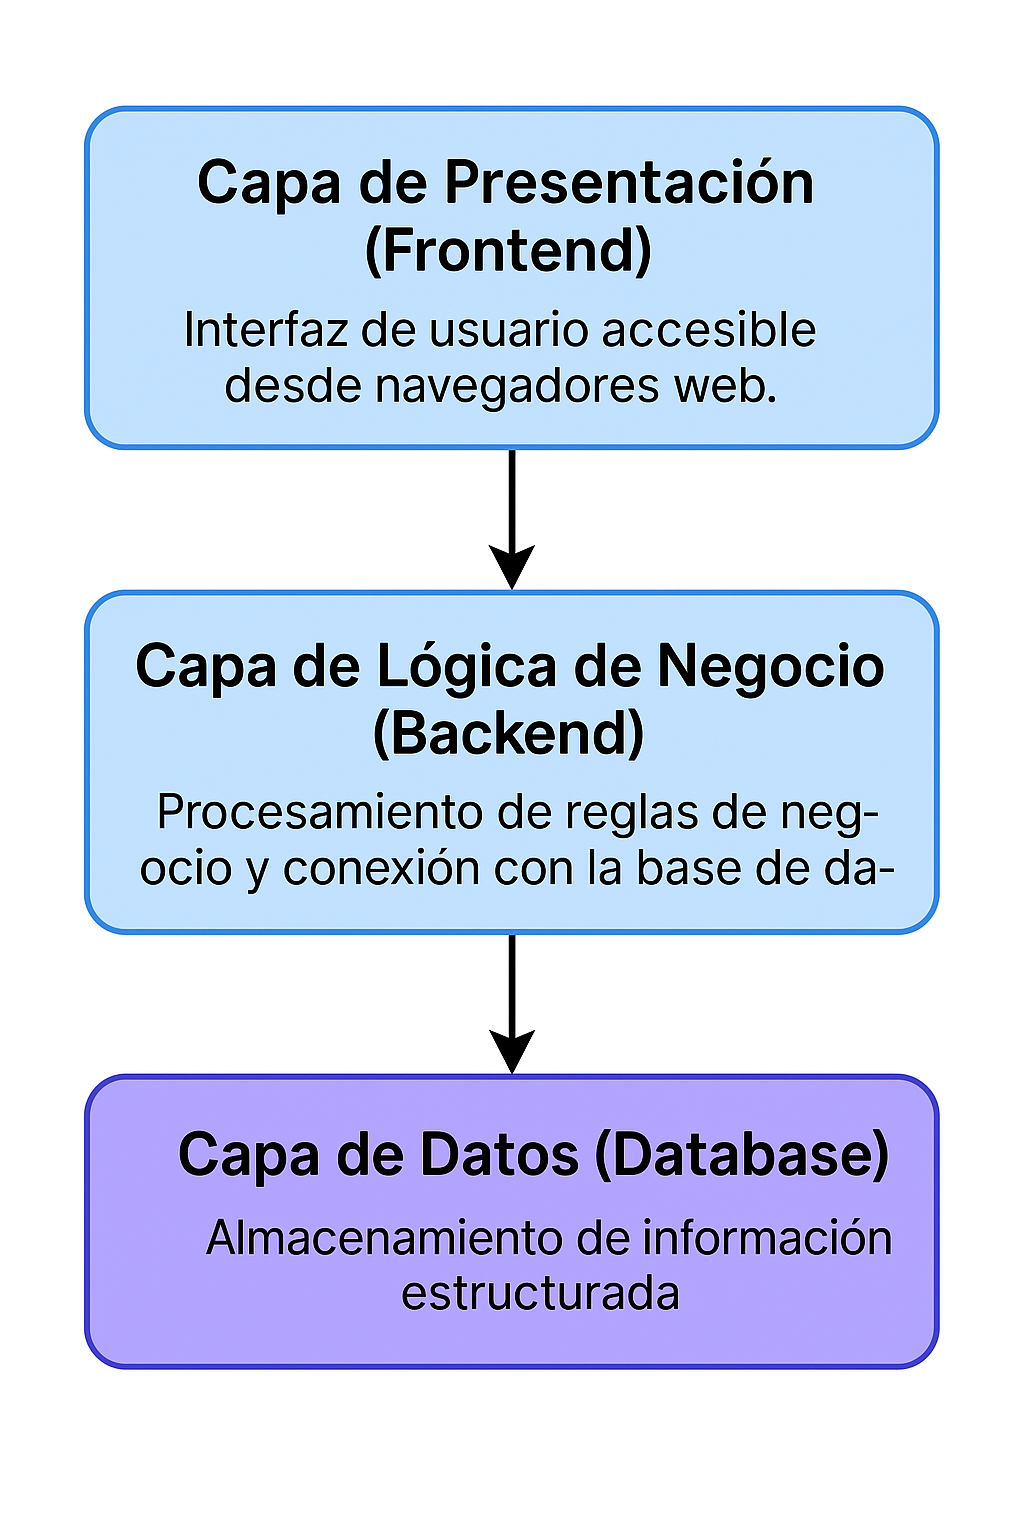 Capa de Presentación
(Frontend)
Interfaz de usuario accesible
desde navegadores web.
Capa de Lógica de Negocio
(Backend)
Procesamiento de reglas de neg-
ocio y conexión con la base de da-
Capa de Datos (Database)
Almacenamiento de información
estructurada